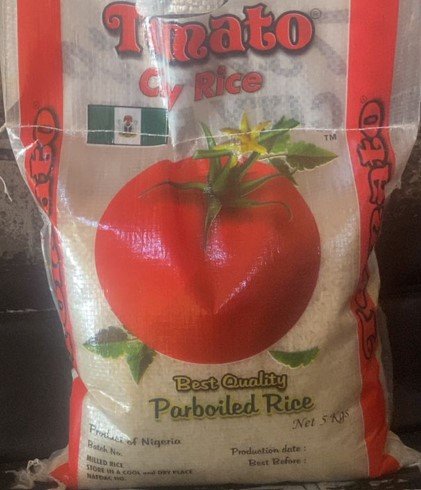 Tomato
Cy Rice
TM
Best Quality
Parboiled Rice
Net 5 Kgs
Product of Nigeria
Batch No.
MILLED RICE
STORE IN A COOL and DRY PLACE
NAFDAC NO.
Production date :
Best Before :